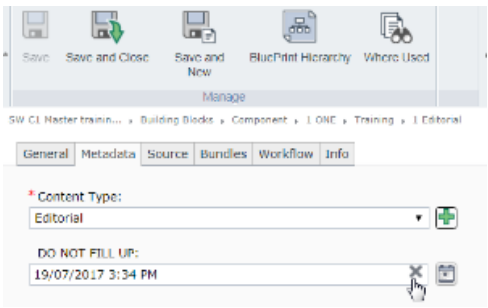 Save Save and Close Save and New BluePrint Hierarchy Where Used
Manage
SW C1 Master trainin... › Building Blocks › Component › 1 ONE › Training › 1 Editorial
General Metadata Source Bundles Workflow Info
* Content Type:
Editorial
DO NOT FILL UP:
19/07/2017 3:34 PM